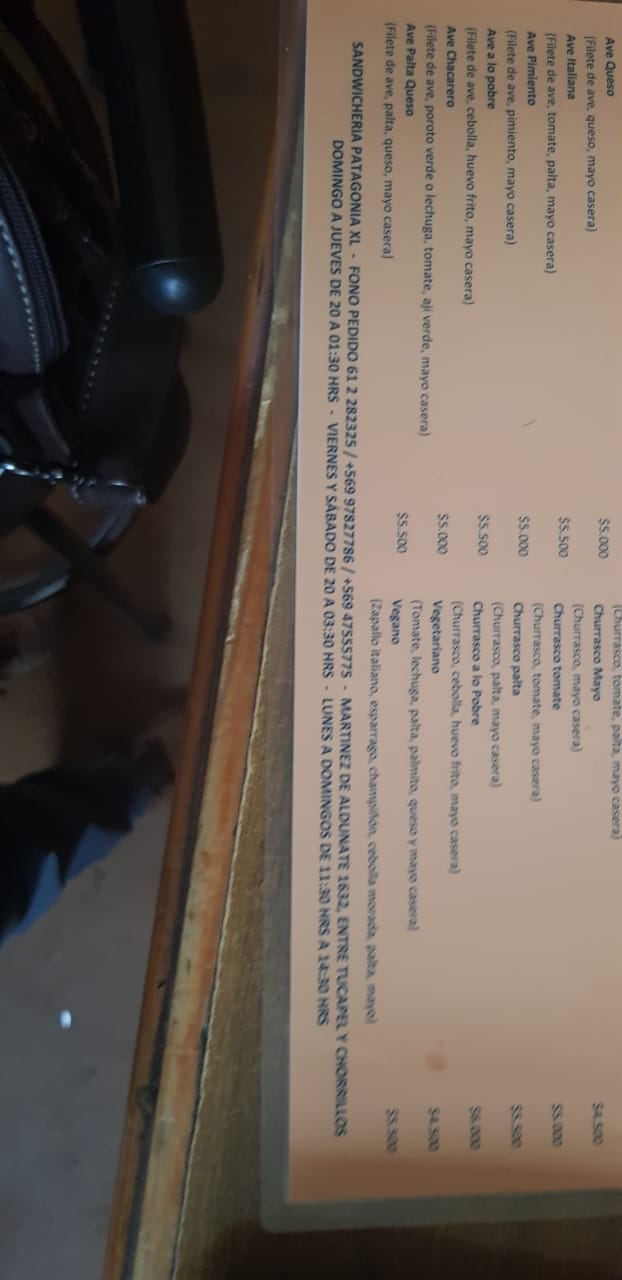 Ave Queso $5.000
(Filete de ave, queso, mayo casera)
Ave Italiana $5.500
(Filete de ave, tomate, palta, mayo casera)
Ave Pimiento $5.000
(Filete de ave, pimiento, mayo casera)
Ave a lo pobre $5.500
(Filete de ave, cebolla, huevo frito, mayo casera)
Ave Chacarero $5.000
(Filete de ave, poroto verde o lechuga, tomate, ají verde, mayo casera)
Ave Palta Queso $5.500
(Filete de ave, palta, queso, mayo casera)
(Churrasco, tomate, palta, mayo casera)
Churrasco Mayo $4.500
(Churrasco, mayo casera)
Churrasco tomate $5.000
(Churrasco, tomate, mayo casera)
Churrasco palta $5.500
(Churrasco, palta, mayo casera)
Churrasco a lo Pobre $6.000
(Churrasco, cebolla, huevo frito, mayo casera)
Vegetariano $4.500
(Tomate, lechuga, palta, palmito, queso y mayo casera)
Vegano $5.500
(Zapallo italiano, esparrago, champiñón, cebolla morada, palta, mayo)
SANDWICHERIA PATAGONIA XL - FONO PEDIDO 61 2 282325 / +569 97827786 / +569 47555775 - MARTINEZ DE ALDUNATE 1632, ENTRE TUCAPEL Y CHORRILLOS
DOMINGO A JUEVES DE 20 A 01:30 HRS - VIERNES Y SÁBADO DE 20 A 03:30 HRS - LUNES A DOMINGOS DE 11:30 HRS A 14:30 HRS